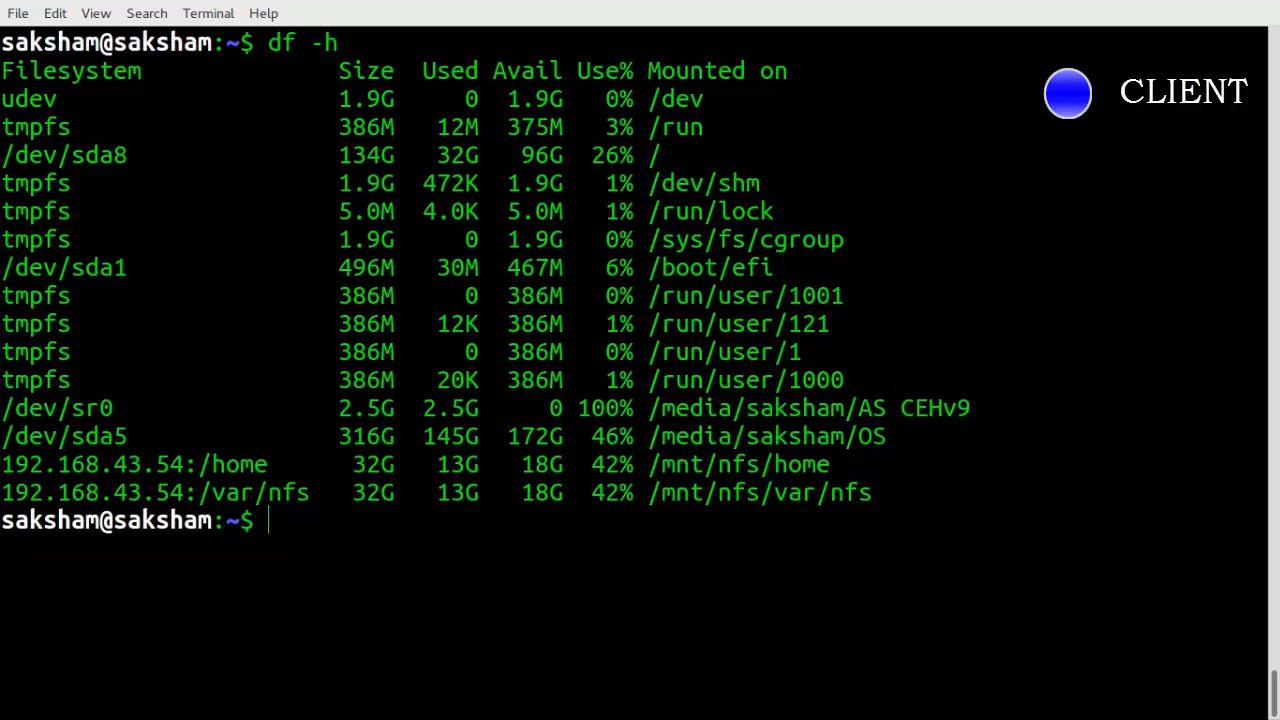 File Edit View Search Terminal Help
saksham@saksham:~$ df -h
Filesystem Size Used Avail Use% Mounted on
udev 1.9G 0 1.9G 0% /dev
tmpfs 386M 12M 375M 3% /run
/dev/sda8 134G 32G 96G 26% /
tmpfs 1.9G 472K 1.9G 1% /dev/shm
tmpfs 5.0M 4.0K 5.0M 1% /run/lock
tmpfs 1.9G 0 1.9G 0% /sys/fs/cgroup
/dev/sda1 496M 30M 467M 6% /boot/efi
tmpfs 386M 0 386M 0% /run/user/1001
tmpfs 386M 12K 386M 1% /run/user/121
tmpfs 386M 0 386M 0% /run/user/1
tmpfs 386M 20K 386M 1% /run/user/1000
/dev/sr0 2.5G 2.5G 0 100% /media/saksham/AS CEHv9
/dev/sda5 316G 145G 172G 46% /media/saksham/OS
192.168.43.54:/home 32G 13G 18G 42% /mnt/nfs/home
192.168.43.54:/var/nfs 32G 13G 18G 42% /mnt/nfs/var/nfs
saksham@saksham:~$
CLIENT